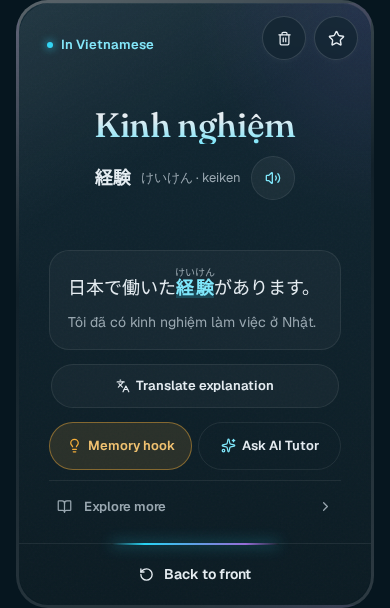 In Vietnamese
Kinh nghiệm
経験 けいけん · keiken
けいけん
日本で働いた経験があります。
Tôi đã có kinh nghiệm làm việc ở Nhật.
Translate explanation
Memory hook
Ask AI Tutor
Explore more
Back to front